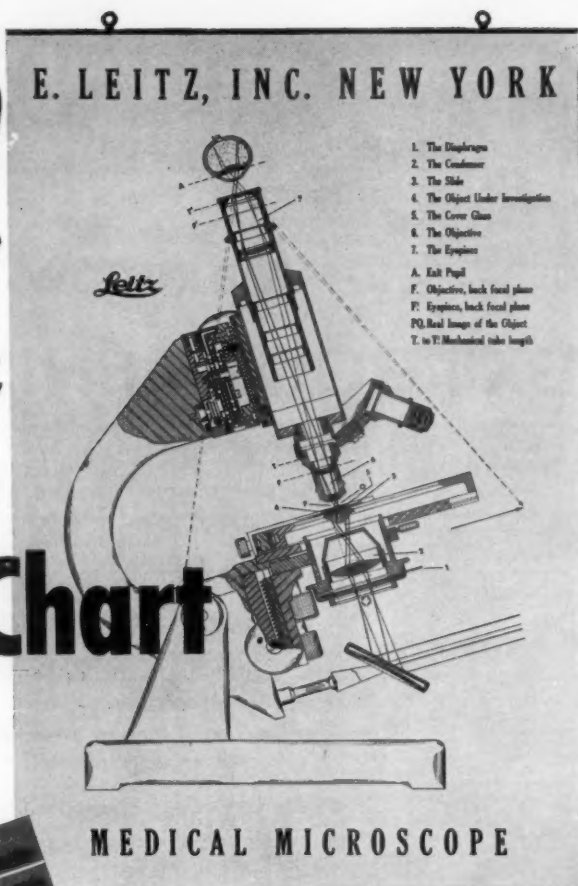 E. LEITZ, INC. NEW YORK
1. The Diaphragm
2. The Condenser
3. The Slide
4. The Object Under Investigation
5. The Cover Glass
6. The Objective
7. The Eyepiece
A. Exit Pupil
F. Objective, back focal plane
F'. Eyepiece, back focal plane
PQ. Real Image of the Object
T. to T'. Mechanical tube length
Leitz
Chart
MEDICAL MICROSCOPE